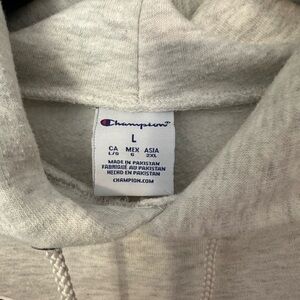 Champion
L
CA MEX ASIA
L/G G 2XL
MADE IN PAKISTAN
FABRIQUÉ AU PAKISTAN
HECHO EN PAKISTAN
CHAMPION.COM